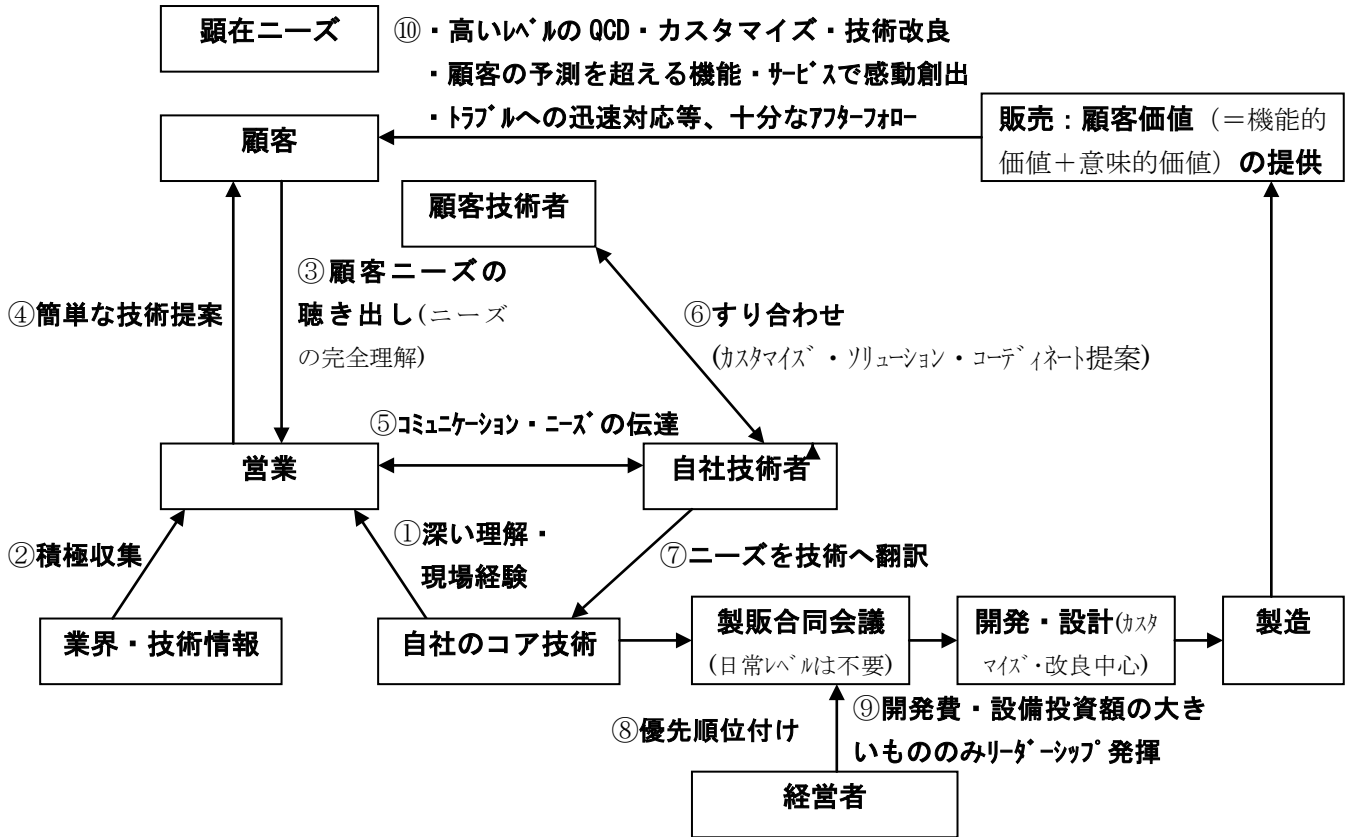 顕在ニーズ
⑩・高いﾚﾍﾞﾙの QCD・カスタマイズ・技術改良
・顧客の予測を超える機能・ｻｰﾋﾞｽで感動創出
・ﾄﾗﾌﾞﾙへの迅速対応等、十分なｱﾌﾀｰﾌｫﾛｰ
顧客
販売：顧客価値（＝機能的
価値＋意味的価値）の提供
顧客技術者
③顧客ニーズの
聴き出し(ニーズ
の完全理解)
④簡単な技術提案
⑥すり合わせ
(ｶｽﾀﾏｲｽﾞ・ｿﾘｭｰｼｮﾝ・ｺｰﾃﾞｨﾈｰﾄ提案)
⑤ｺﾐｭﾆｹｰｼｮﾝ・ﾆｰｽﾞの伝達
営業
自社技術者
②積極収集
①深い理解・
現場経験
⑦ニーズを技術へ翻訳
業界・技術情報
自社のコア技術
製販合同会議
(日常ﾚﾍﾞﾙは不要)
開発・設計(ｶｽﾀ
ﾏｲｽﾞ・改良中心)
製造
⑧優先順位付け
⑨開発費・設備投資額の大き
いもののみﾘｰﾀﾞｰｼｯﾌﾟ発揮
経営者